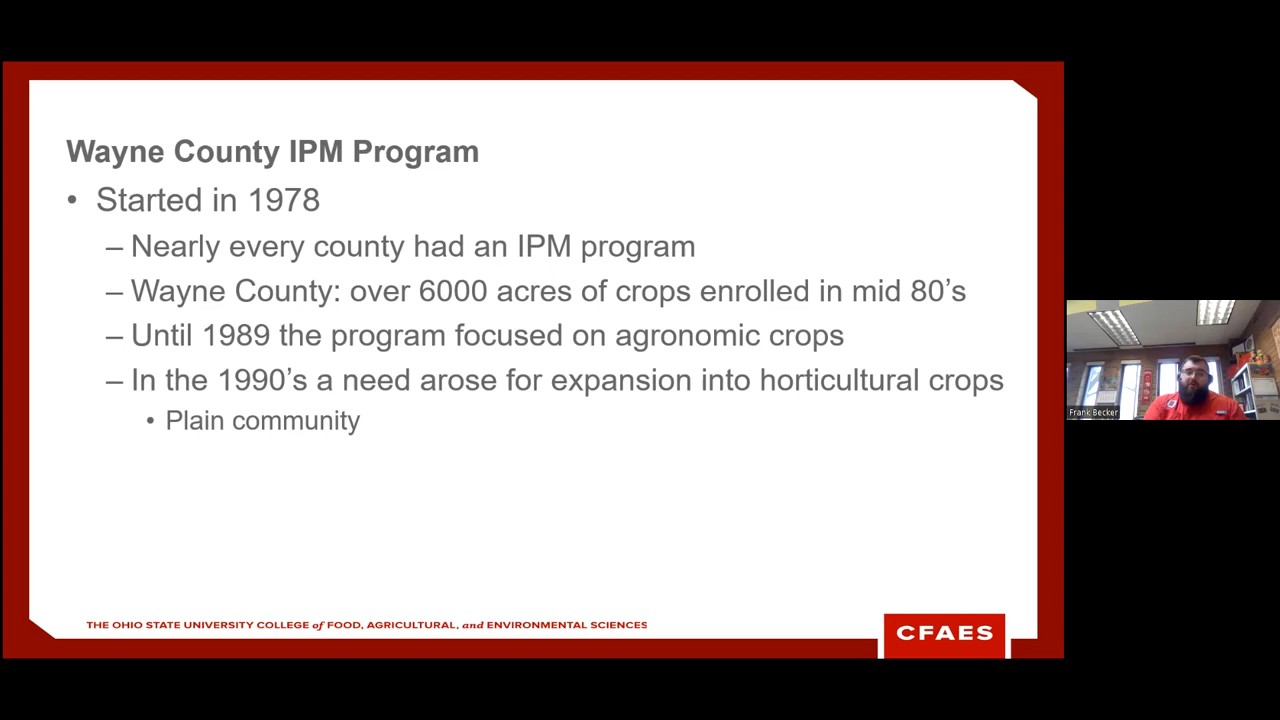 Wayne County IPM Program
• Started in 1978
– Nearly every county had an IPM program
– Wayne County: over 6000 acres of crops enrolled in mid 80’s
– Until 1989 the program focused on agronomic crops
– In the 1990’s a need arose for expansion into horticultural crops
• Plain community
Frank Becker
THE OHIO STATE UNIVERSITY COLLEGE of FOOD, AGRICULTURAL, and ENVIRONMENTAL SCIENCES
CFAES